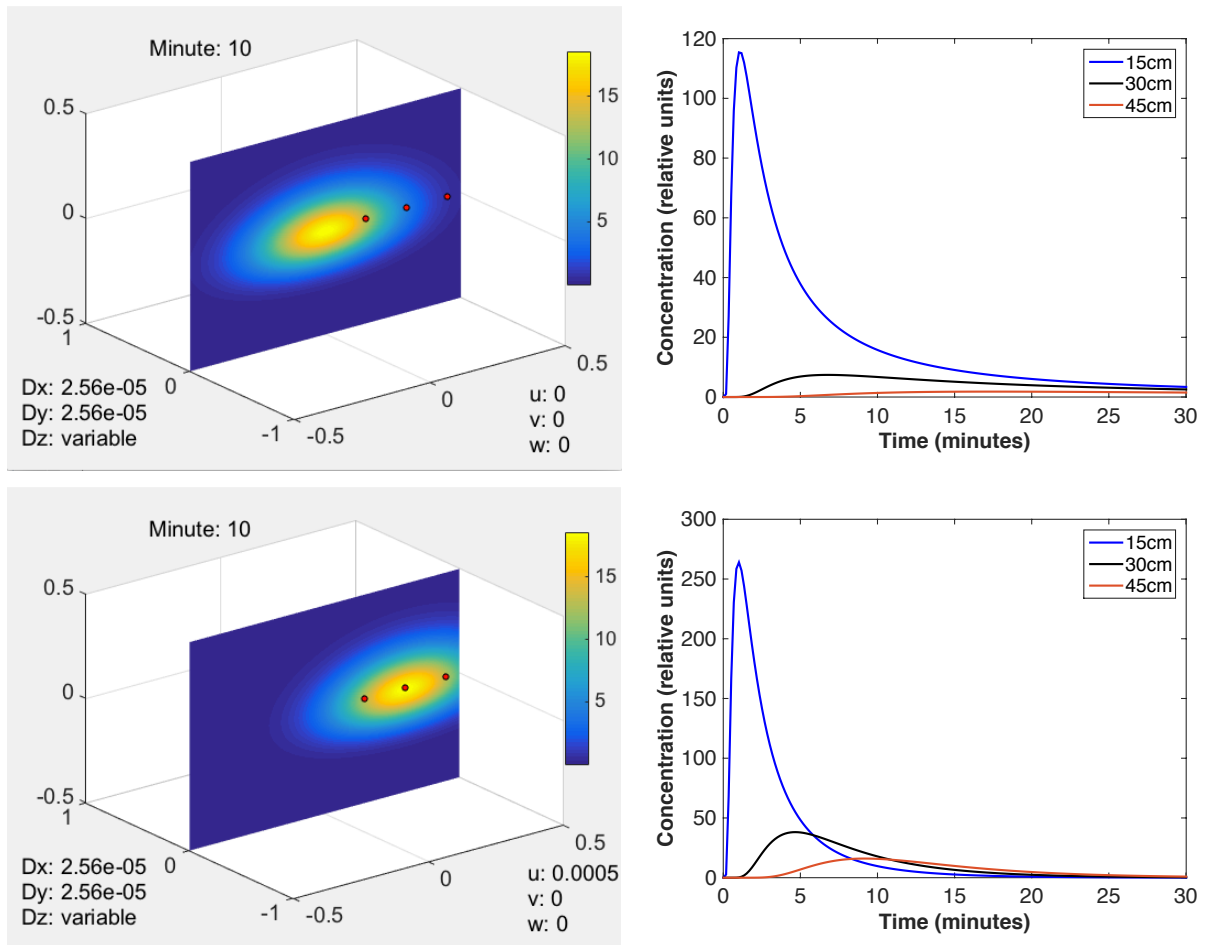 Minute: 10
0.5
0
-0.5
1
0
-1
-0.5
0
0.5
15
10
5
Dx: 2.56e-05
Dy: 2.56e-05
Dz: variable
u: 0
v: 0
w: 0
Concentration (relative units)
120
100
80
60
40
20
0
0
5
10
15
20
25
30
Time (minutes)
15cm
30cm
45cm
Minute: 10
0.5
0
-0.5
1
0
-1
-0.5
0
0.5
15
10
5
Dx: 2.56e-05
Dy: 2.56e-05
Dz: variable
u: 0.0005
v: 0
w: 0
Concentration (relative units)
300
250
200
150
100
50
0
0
5
10
15
20
25
30
Time (minutes)
15cm
30cm
45cm